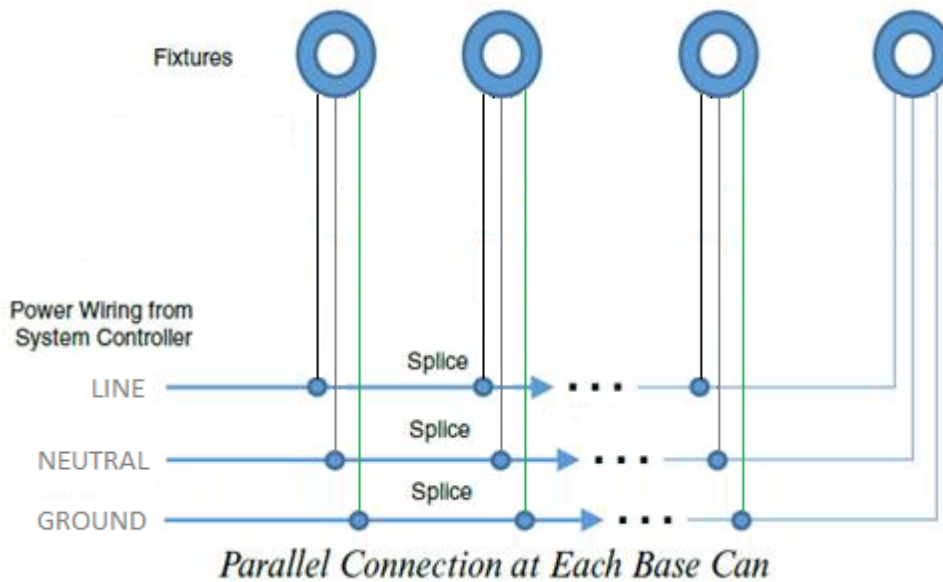 Fixtures
Power Wiring from
System Controller
Splice
LINE
Splice
NEUTRAL
Splice
GROUND
Parallel Connection at Each Base Can